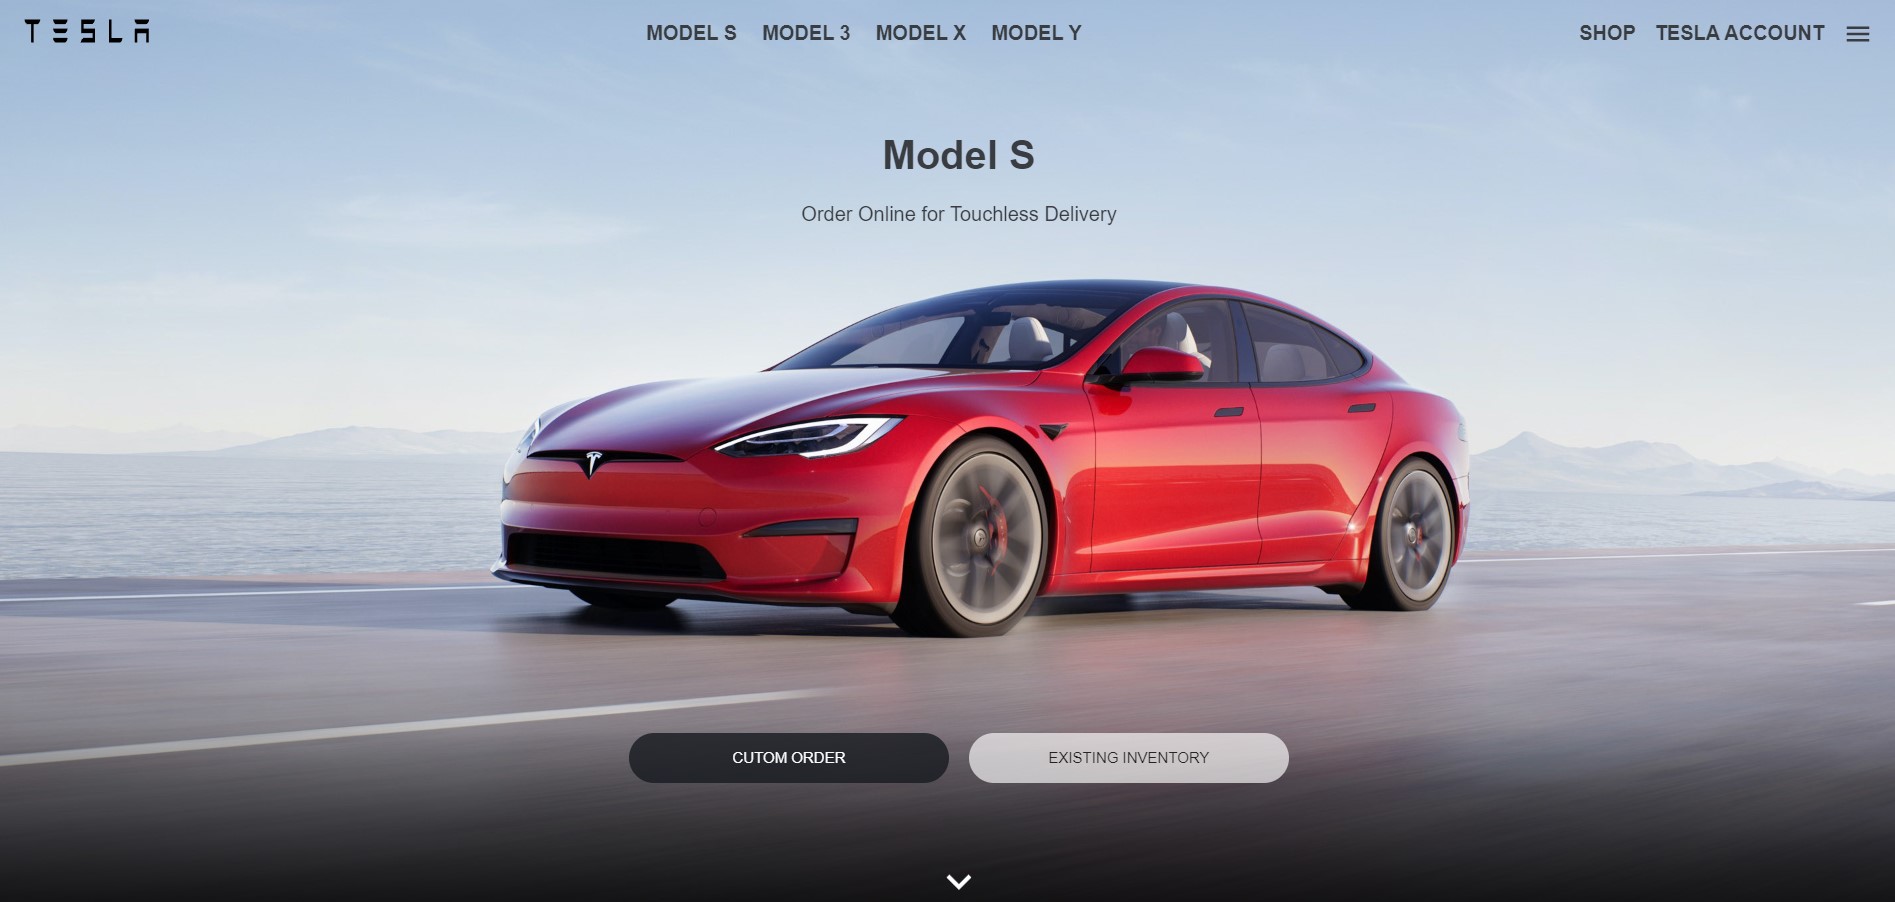 TESLA
MODEL S MODEL 3 MODEL X MODEL Y
SHOP TESLA ACCOUNT
Model S
Order Online for Touchless Delivery
CUTOM ORDER
EXISTING INVENTORY